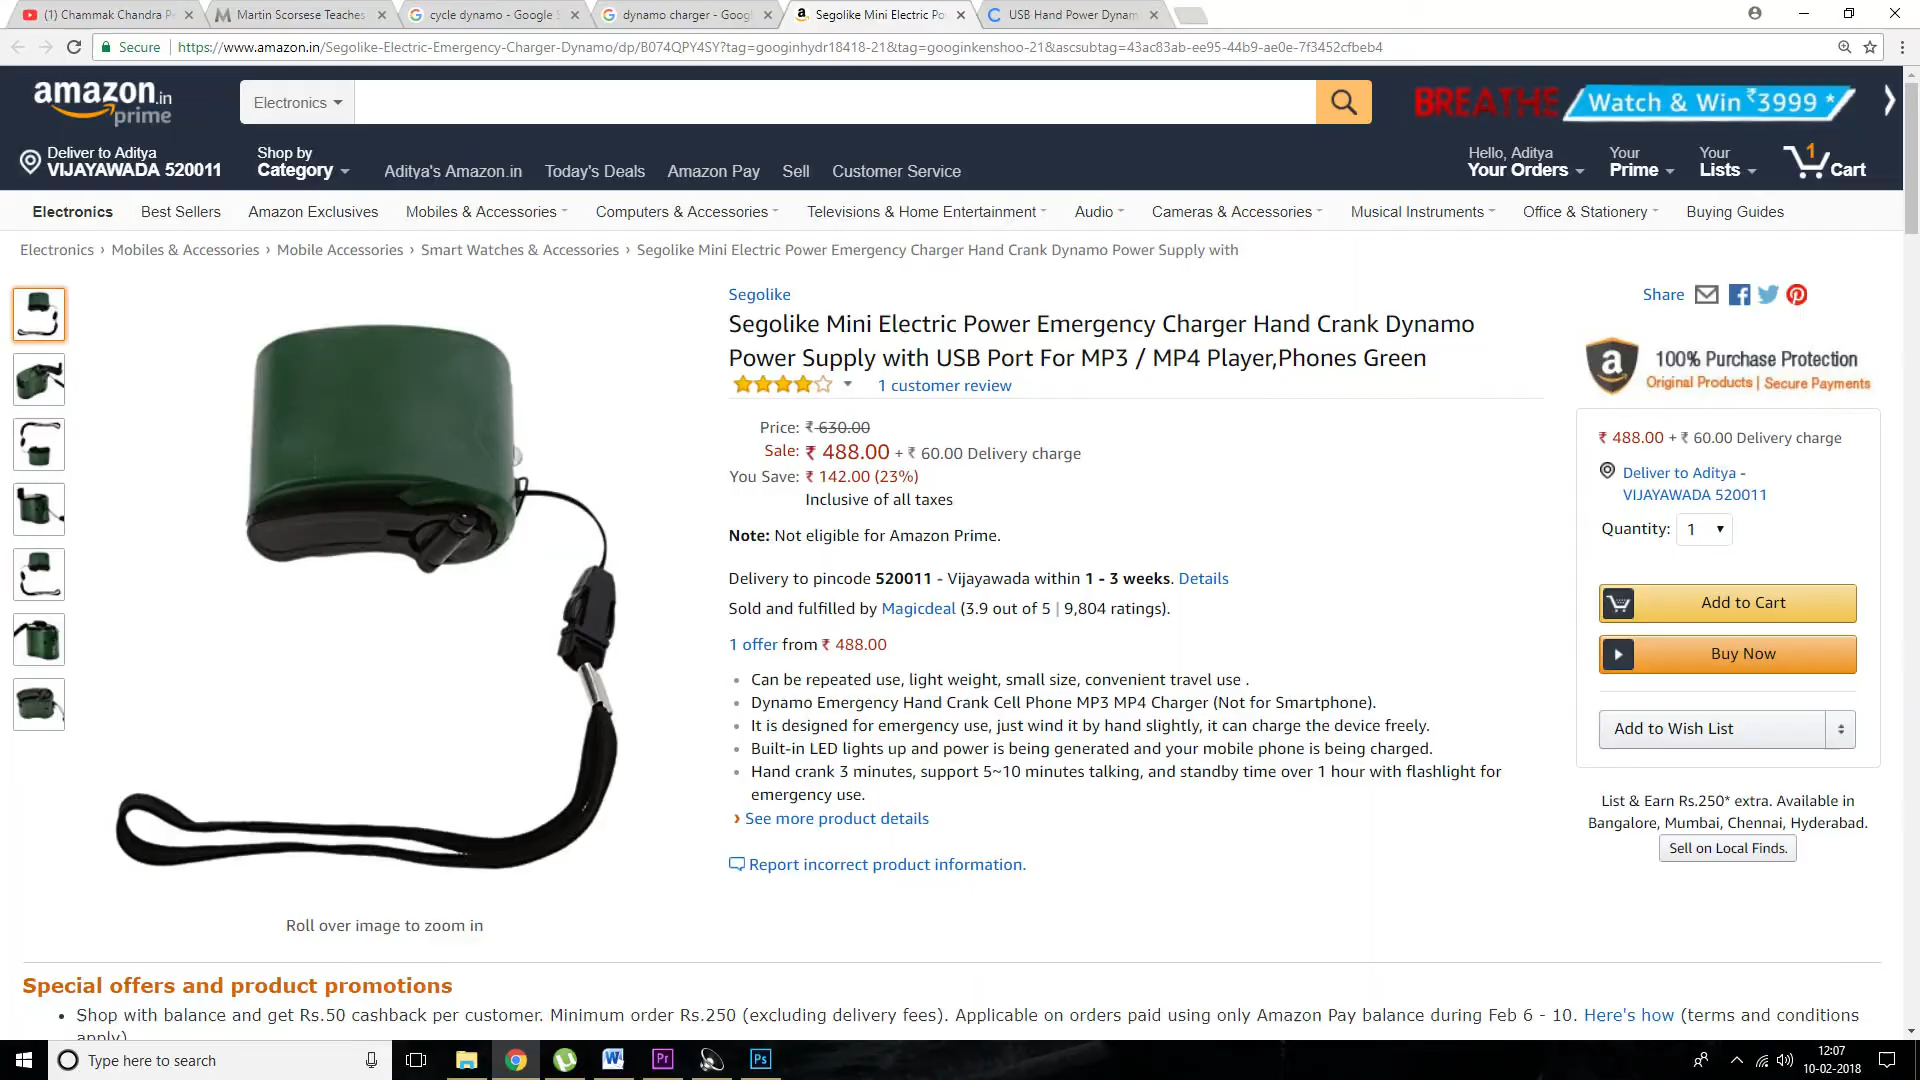 (1) Chammak Chandra P
Martin Scorsese Teaches
cycle dynamo - Google S
dynamo charger - Googl
Segolike Mini Electric Po
USB Hand Power Dynam
Secure
https://www.amazon.in/Segolike-Electric-Emergency-Charger-Dynamo/dp/B074QPY4SY?tag=googinhydr18418-21&tag=googinkenshoo-21&ascsubtag=43ac83ab-ee95-44b9-ae0e-7f3452cfbeb4
amazon.in
prime
Electronics
BREATHE Watch & Win ₹3999 *
Deliver to Aditya
VIJAYAWADA 520011
Shop by
Category
Aditya's Amazon.in
Today's Deals
Amazon Pay
Sell
Customer Service
Hello, Aditya
Your Orders
Your
Prime
Your
Lists
1
Cart
Electronics
Best Sellers
Amazon Exclusives
Mobiles & Accessories
Computers & Accessories
Televisions & Home Entertainment
Audio
Cameras & Accessories
Musical Instruments
Office & Stationery
Buying Guides
Electronics › Mobiles & Accessories › Mobile Accessories › Smart Watches & Accessories › Segolike Mini Electric Power Emergency Charger Hand Crank Dynamo Power Supply with
Segolike
Segolike Mini Electric Power Emergency Charger Hand Crank Dynamo
Power Supply with USB Port For MP3 / MP4 Player,Phones Green
1 customer review
Price: ₹ 630.00
Sale: ₹ 488.00 + ₹ 60.00 Delivery charge
You Save: ₹ 142.00 (23%)
Inclusive of all taxes
Note: Not eligible for Amazon Prime.
Delivery to pincode 520011 - Vijayawada within 1 - 3 weeks. Details
Sold and fulfilled by Magicdeal (3.9 out of 5 | 9,804 ratings).
1 offer from ₹ 488.00
• Can be repeated use, light weight, small size, convenient travel use .
• Dynamo Emergency Hand Crank Cell Phone MP3 MP4 Charger (Not for Smartphone).
• It is designed for emergency use, just wind it by hand slightly, it can charge the device freely.
• Built-in LED lights up and power is being generated and your mobile phone is being charged.
• Hand crank 3 minutes, support 5~10 minutes talking, and standby time over 1 hour with flashlight for
emergency use.
› See more product details
Report incorrect product information.
Roll over image to zoom in
Share
a
100% Purchase Protection
Original Products | Secure Payments
₹ 488.00 + ₹ 60.00 Delivery charge
Deliver to Aditya -
VIJAYAWADA 520011
Quantity: 1
Add to Cart
Buy Now
Add to Wish List
List & Earn Rs.250* extra. Available in
Bangalore, Mumbai, Chennai, Hyderabad.
Sell on Local Finds.
Special offers and product promotions
• Shop with balance and get Rs.50 cashback per customer. Minimum order Rs.250 (excluding delivery fees). Applicable on orders paid using only Amazon Pay balance during Feb 6 - 10. Here's how (terms and conditions
apply)
Type here to search
W
Pr
Ps
12:07
10-02-2018